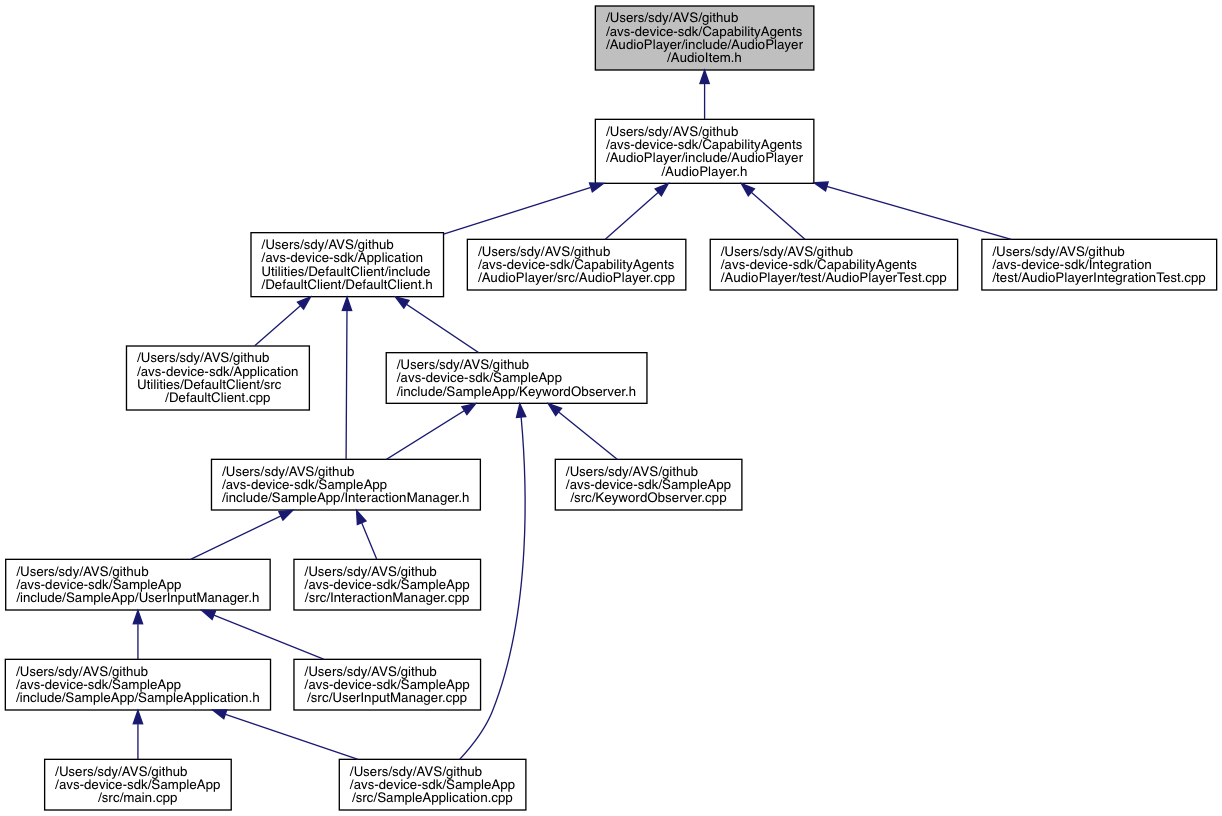 /Users/sdy/AVS/github
/avs-device-sdk/CapabilityAgents
/AudioPlayer/include/AudioPlayer
/AudioItem.h
/Users/sdy/AVS/github
/avs-device-sdk/CapabilityAgents
/AudioPlayer/include/AudioPlayer
/AudioPlayer.h
/Users/sdy/AVS/github
/avs-device-sdk/Application
Utilities/DefaultClient/include
/DefaultClient/DefaultClient.h
/Users/sdy/AVS/github
/avs-device-sdk/CapabilityAgents
/AudioPlayer/src/AudioPlayer.cpp
/Users/sdy/AVS/github
/avs-device-sdk/CapabilityAgents
/AudioPlayer/test/AudioPlayerTest.cpp
/Users/sdy/AVS/github
/avs-device-sdk/Integration
/test/AudioPlayerIntegrationTest.cpp
/Users/sdy/AVS/github
/avs-device-sdk/Application
Utilities/DefaultClient/src
/DefaultClient.cpp
/Users/sdy/AVS/github
/avs-device-sdk/SampleApp
/include/SampleApp/KeywordObserver.h
/Users/sdy/AVS/github
/avs-device-sdk/SampleApp
/include/SampleApp/InteractionManager.h
/Users/sdy/AVS/github
/avs-device-sdk/SampleApp
/src/KeywordObserver.cpp
/Users/sdy/AVS/github
/avs-device-sdk/SampleApp
/include/SampleApp/UserInputManager.h
/Users/sdy/AVS/github
/avs-device-sdk/SampleApp
/src/InteractionManager.cpp
/Users/sdy/AVS/github
/avs-device-sdk/SampleApp
/include/SampleApp/SampleApplication.h
/Users/sdy/AVS/github
/avs-device-sdk/SampleApp
/src/UserInputManager.cpp
/Users/sdy/AVS/github
/avs-device-sdk/SampleApp
/src/main.cpp
/Users/sdy/AVS/github
/avs-device-sdk/SampleApp
/src/SampleApplication.cpp